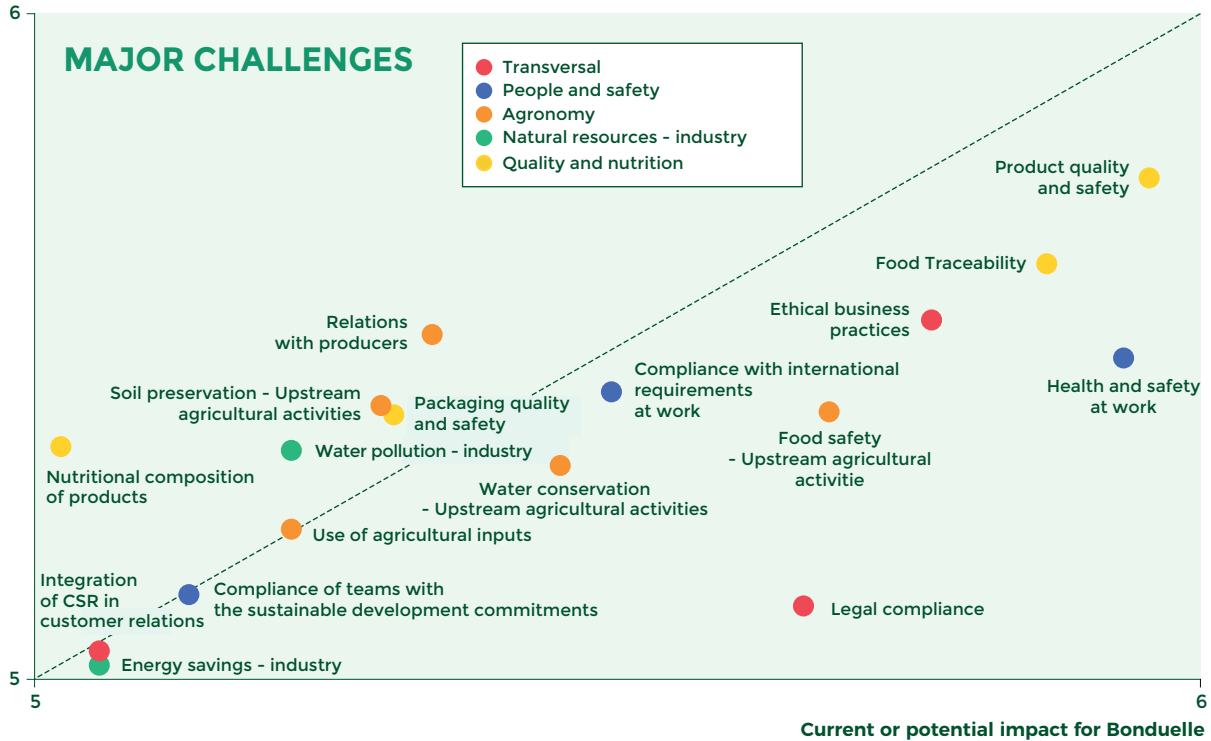 6
MAJOR CHALLENGES
Transversal
People and safety
Agronomy
Natural resources - industry
Quality and nutrition
Product quality
and safety
Food Traceability
Ethical business
practices
Relations
with producers
Compliance with international
requirements
at work
Health and safety
at work
Soil preservation - Upstream
agricultural activities
Packaging quality
and safety
Food safety
- Upstream agricultural
activitie
Water pollution - industry
Nutritional composition
of products
Water conservation
- Upstream agricultural activities
Use of agricultural inputs
Integration
of CSR in
customer relations
Compliance of teams with
the sustainable development commitments
Legal compliance
Energy savings - industry
5
5
6
Current or potential impact for Bonduelle